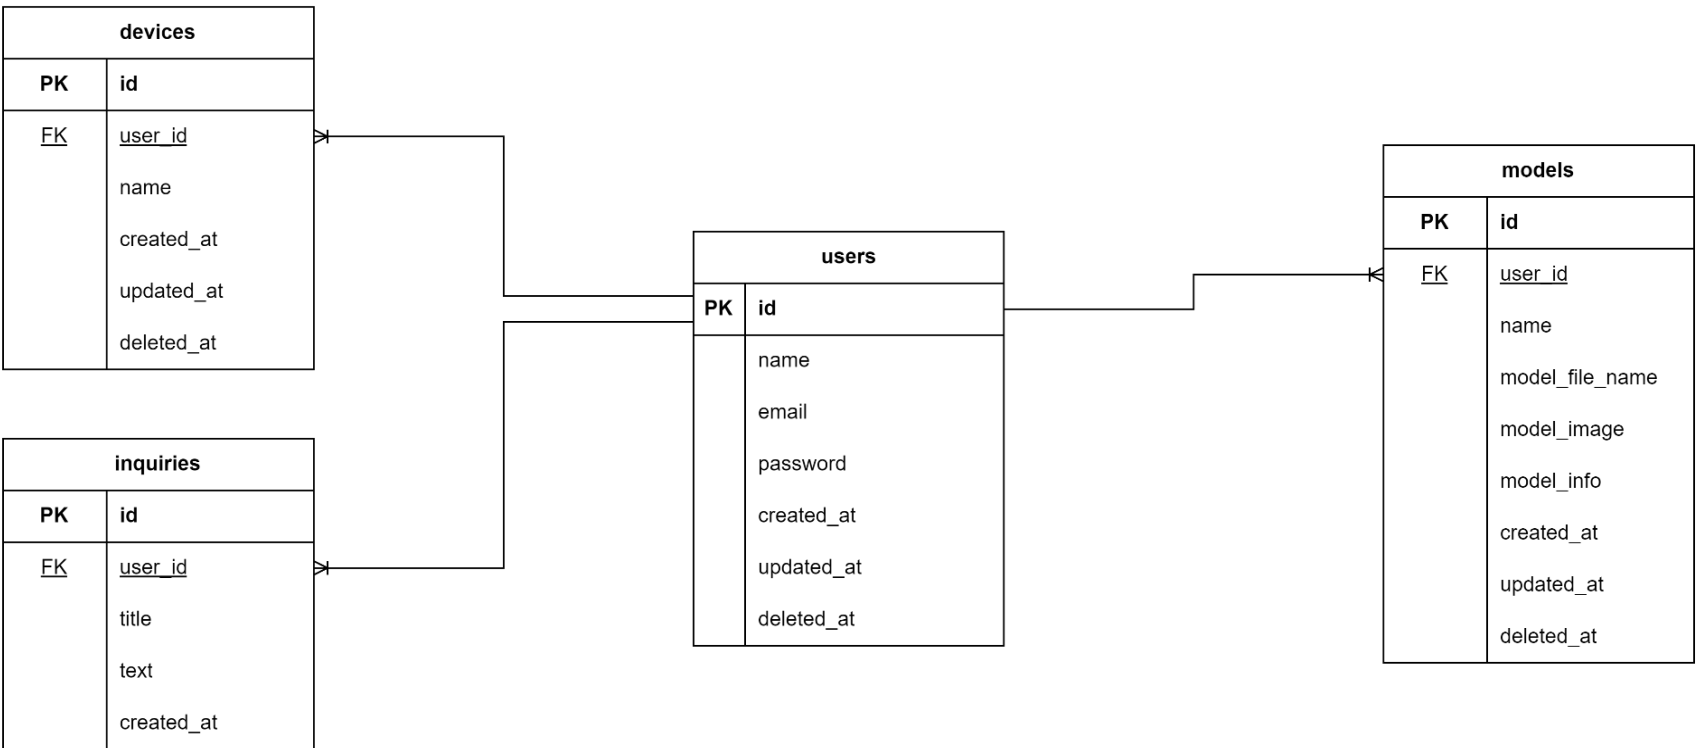 devices
PK id
FK user_id
name
created_at
updated_at
deleted_at
inquiries
PK id
FK user_id
title
text
created_at
users
PK id
name
email
password
created_at
updated_at
deleted_at
models
PK id
FK user_id
name
model_file_name
model_image
model_info
created_at
updated_at
deleted_at